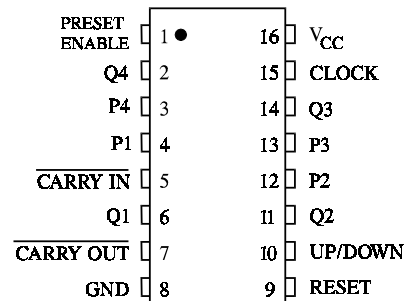 PRESET
ENABLE 1 16 VCC
Q4 2 15 CLOCK
P4 3 14 Q3
P1 4 13 P3
CARRY IN 5 12 P2
Q1 6 11 Q2
CARRY OUT 7 10 UP/DOWN
GND 8 9 RESET